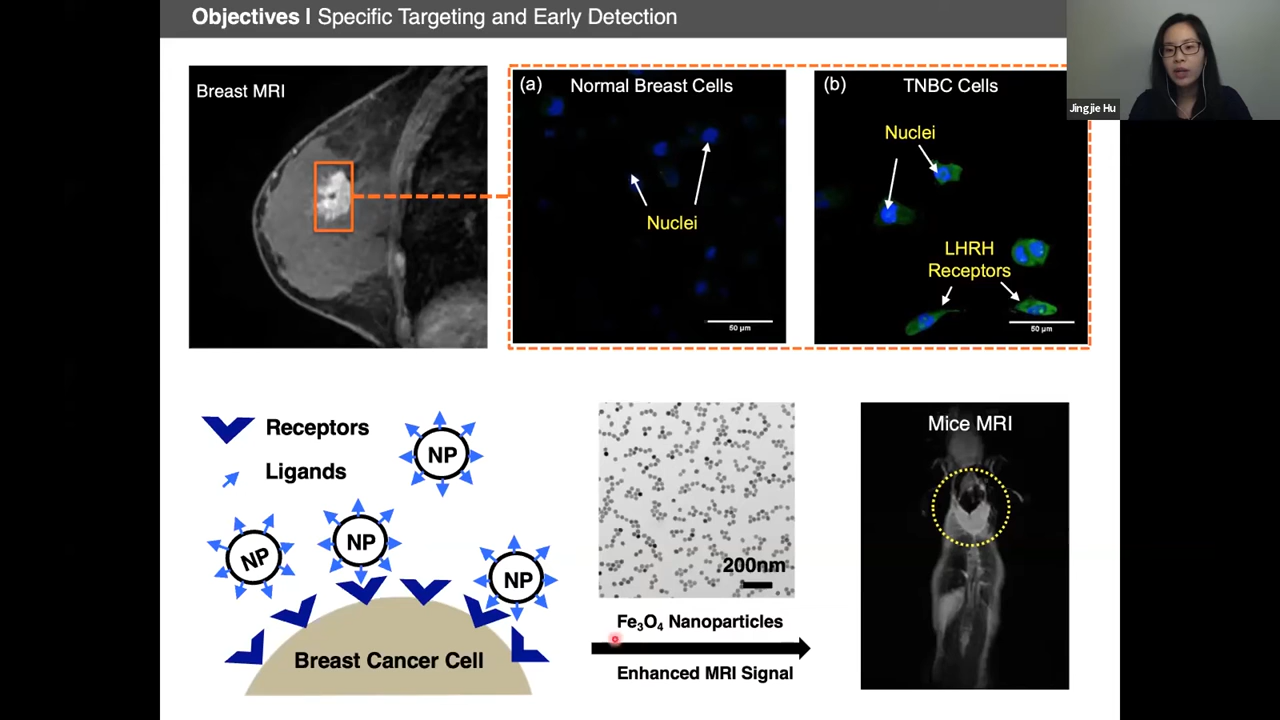 Objectives | Specific Targeting and Early Detection
Jingjie Hu
Breast MRI
(a) Normal Breast Cells
Nuclei
50 µm
(b) TNBC Cells
Nuclei
LHRH
Receptors
50 µm
Receptors
Ligands
NP
NP
NP
NP
Breast Cancer Cell
200nm
Fe₃O₄ Nanoparticles
Enhanced MRI Signal
Mice MRI